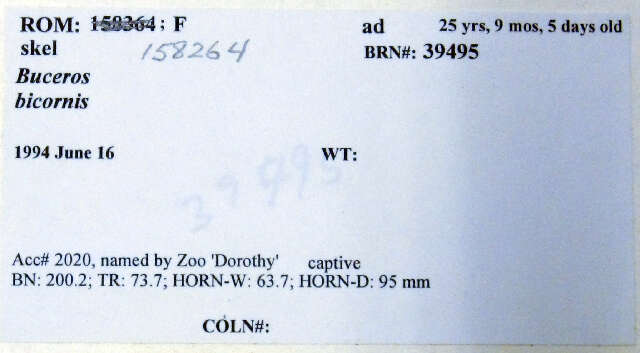 ROM: 158364 ; F ad 25 yrs, 9 mos, 5 days old
skel 158264 BRN#: 39495
Buceros
bicornis
1994 June 16 WT:
39495
Acc# 2020, named by Zoo 'Dorothy' captive
BN: 200.2; TR: 73.7; HORN-W: 63.7; HORN-D: 95 mm
COLN#: